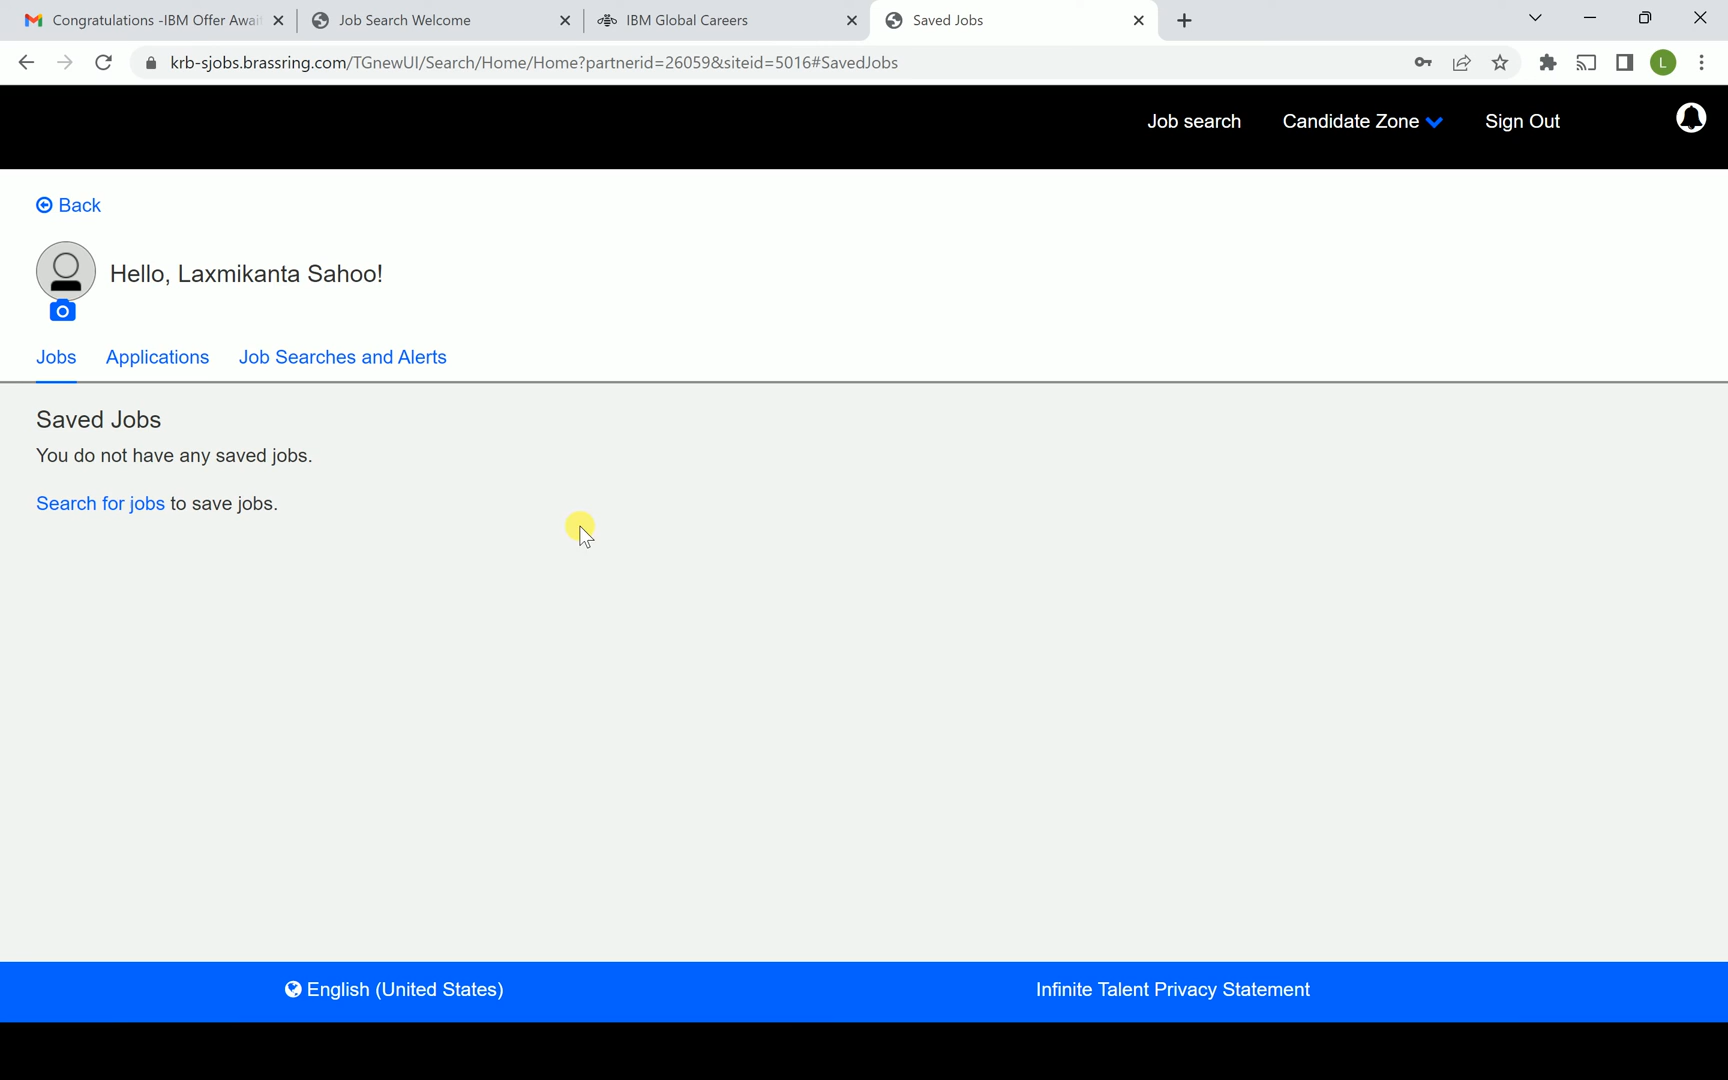 Congratulations -IBM Offer Awai
Job Search Welcome
IBM Global Careers
Saved Jobs
krb-sjobs.brassring.com/TGnewUI/Search/Home/Home?partnerid=26059&siteid=5016#SavedJobs
L
Job search
Candidate Zone
Sign Out
Back
Hello, Laxmikanta Sahoo!
Jobs
Applications
Job Searches and Alerts
Saved Jobs
You do not have any saved jobs.
Search for jobs to save jobs.
English (United States)
Infinite Talent Privacy Statement